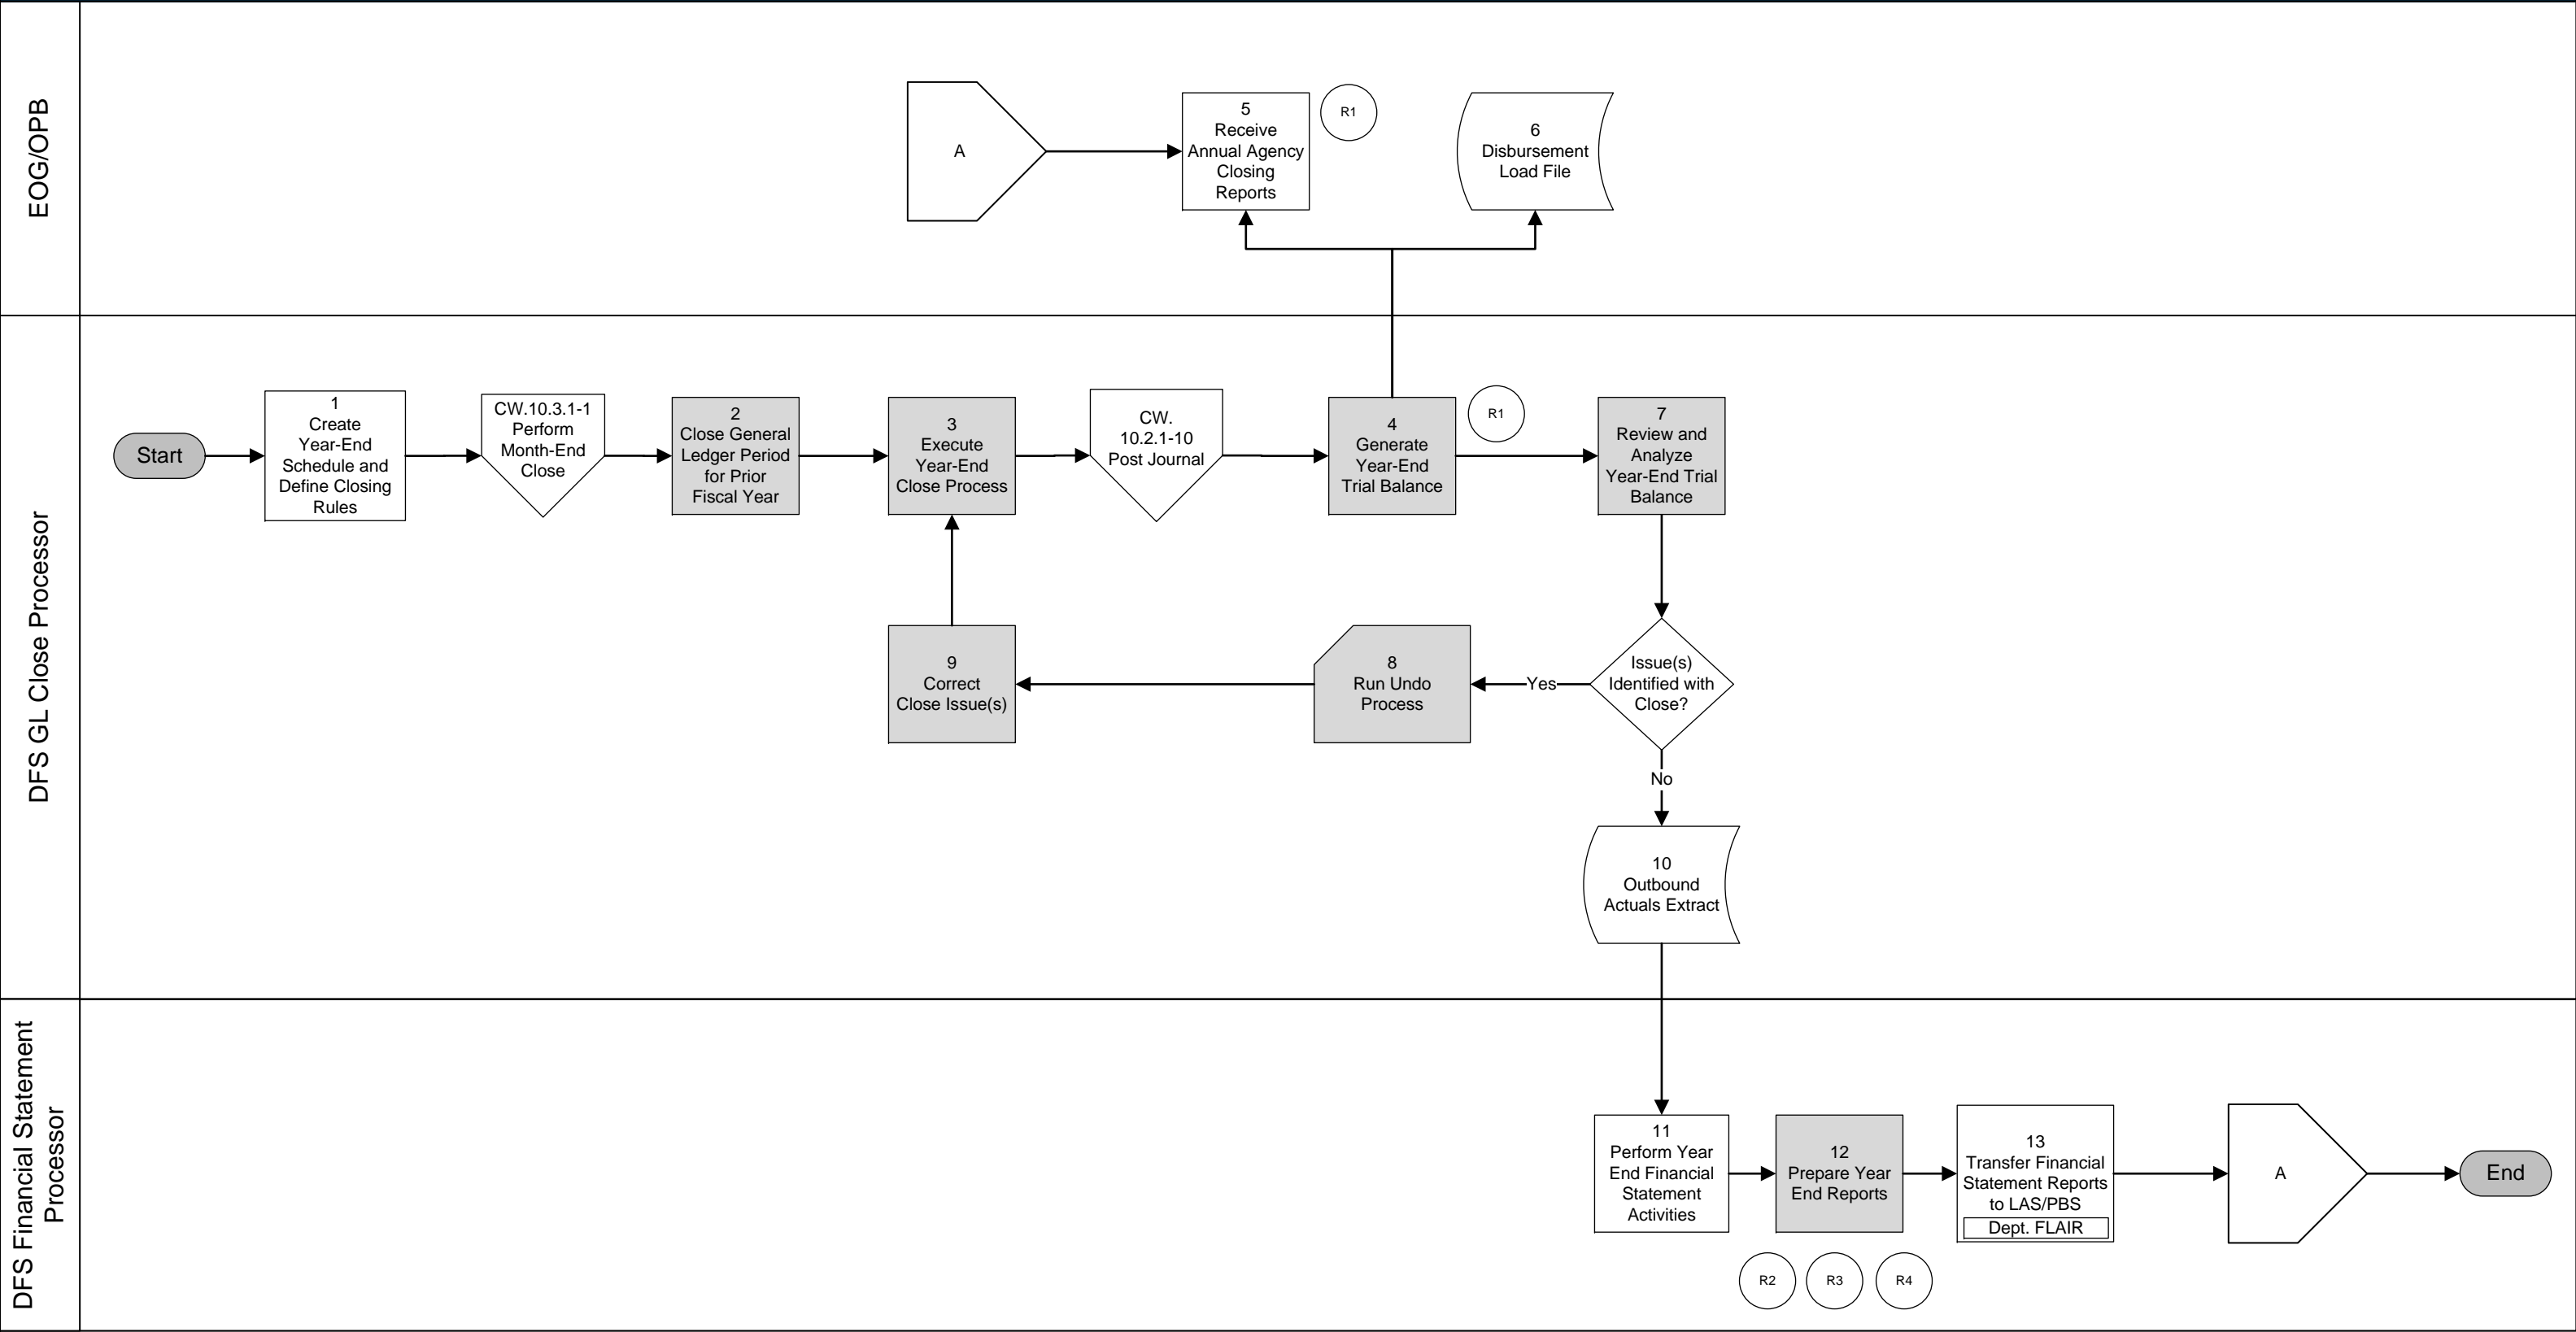 EOG/OPB
A
5
Receive
Annual Agency
Closing
Reports
R1
6
Disbursement
Load File
DFS GL Close Processor
Start
1
Create
Year-End
Schedule and
Define Closing
Rules
CW.10.3.1-1
Perform
Month-End
Close
2
Close General
Ledger Period
for Prior
Fiscal Year
3
Execute
Year-End
Close Process
CW.
10.2.1-10
Post Journal
4
Generate
Year-End
Trial Balance
R1
7
Review and
Analyze
Year-End Trial
Balance
Issue(s)
Identified with
Close?
Yes
8
Run Undo
Process
9
Correct
Close Issue(s)
No
10
Outbound
Actuals Extract
DFS Financial Statement
Processor
11
Perform Year
End Financial
Statement
Activities
12
Prepare Year
End Reports
R2
R3
R4
13
Transfer Financial
Statement Reports
to LAS/PBS
Dept. FLAIR
A
End